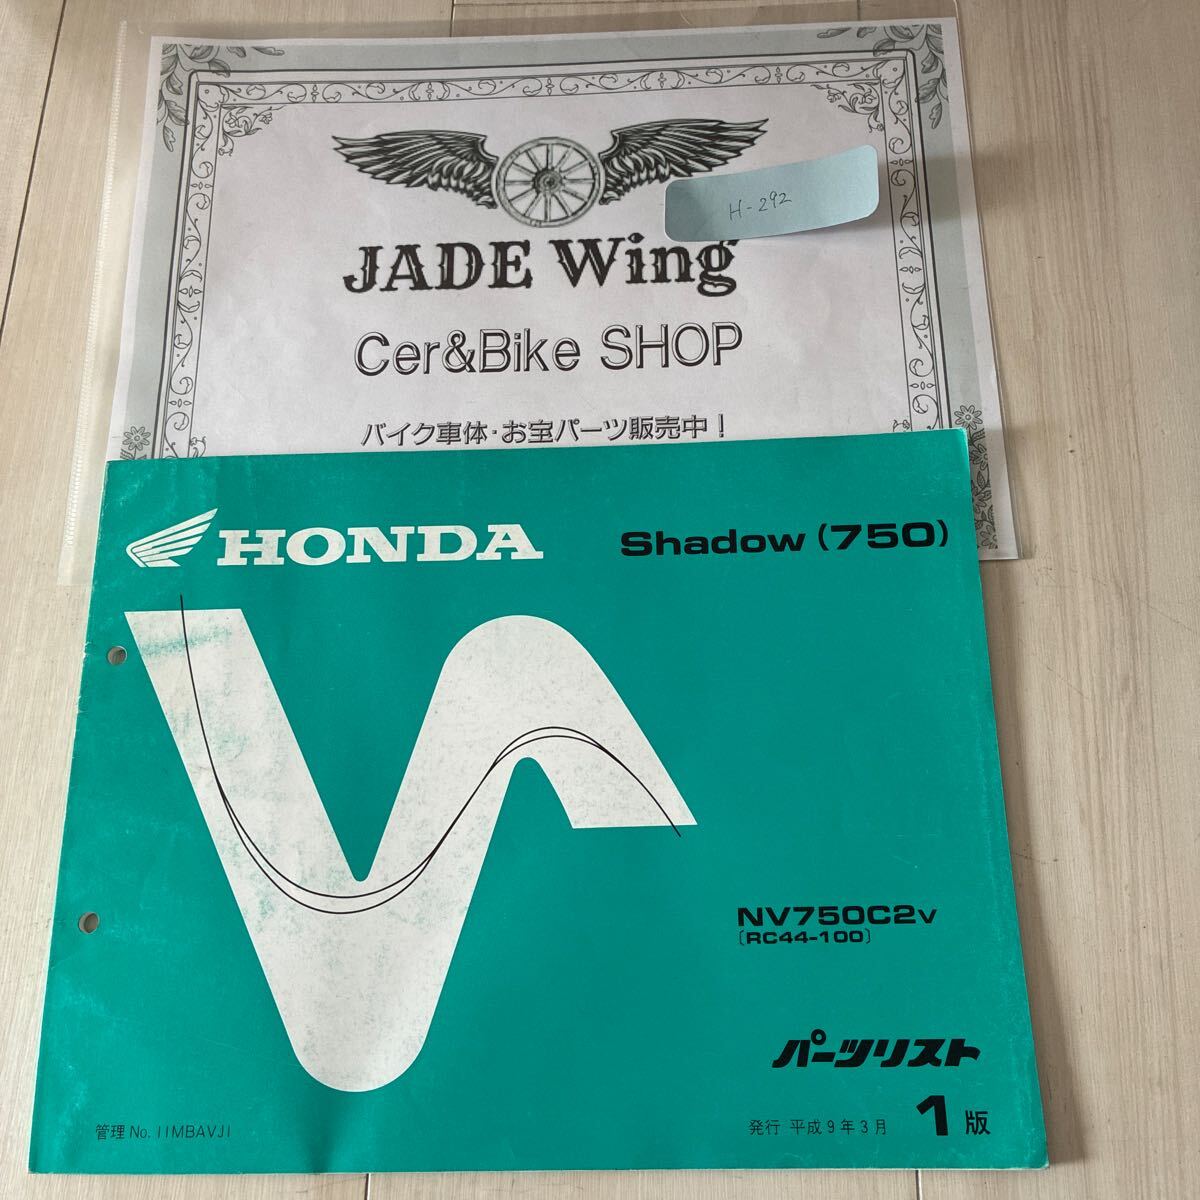 H-292
JADE Wing
Cer&Bike SHOP
バイク車体・お宝パーツ販売中！
HONDA
Shadow (750)
NV750C2V
(RC44-100)
パーツリスト
管理 No. 11MBAVJ1
発行 平成 9 年 3 月
1 版